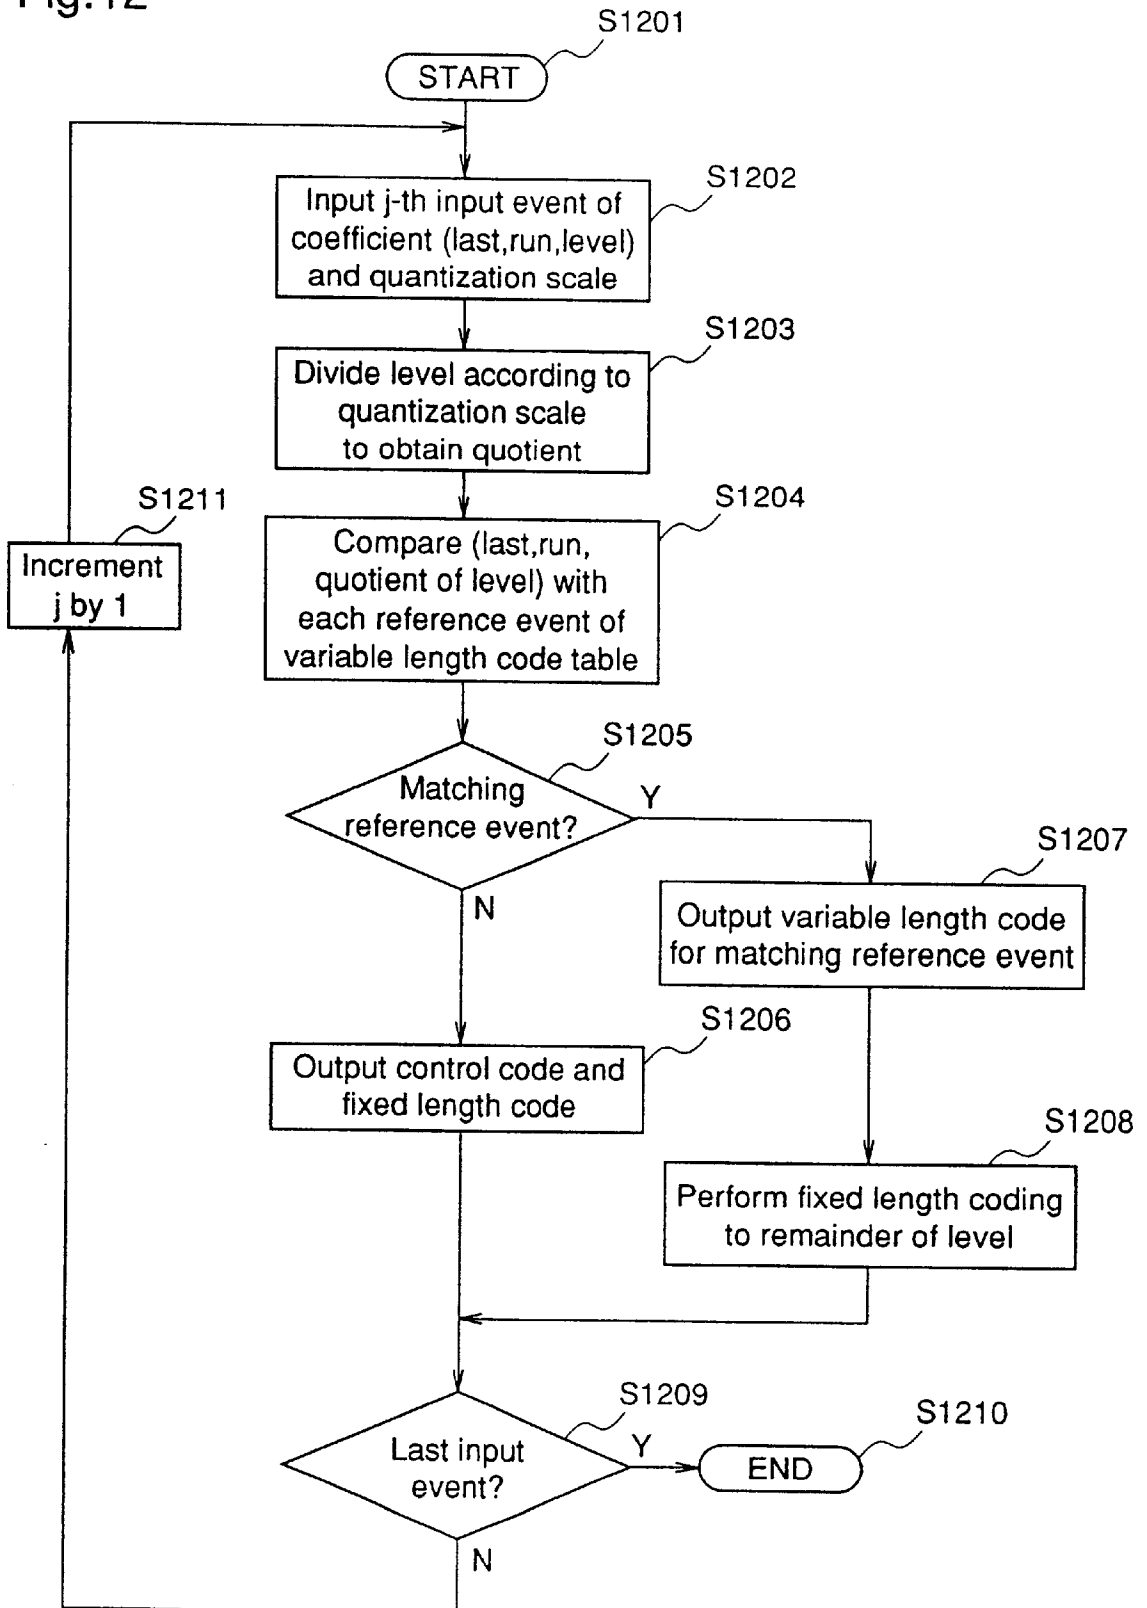 Fig.12
S1201
START
S1202
Input j-th input event of
coefficient (last,run,level)
and quantization scale
S1203
Divide level according to
quantization scale
to obtain quotient
S1211
Increment
j by 1
S1204
Compare (last,run,
quotient of level) with
each reference event of
variable length code table
S1205
Matching
reference event?
Y
N
S1207
Output variable length code
for matching reference event
S1206
Output control code and
fixed length code
S1208
Perform fixed length coding
to remainder of level
S1209
Last input
event?
Y
S1210
END
N